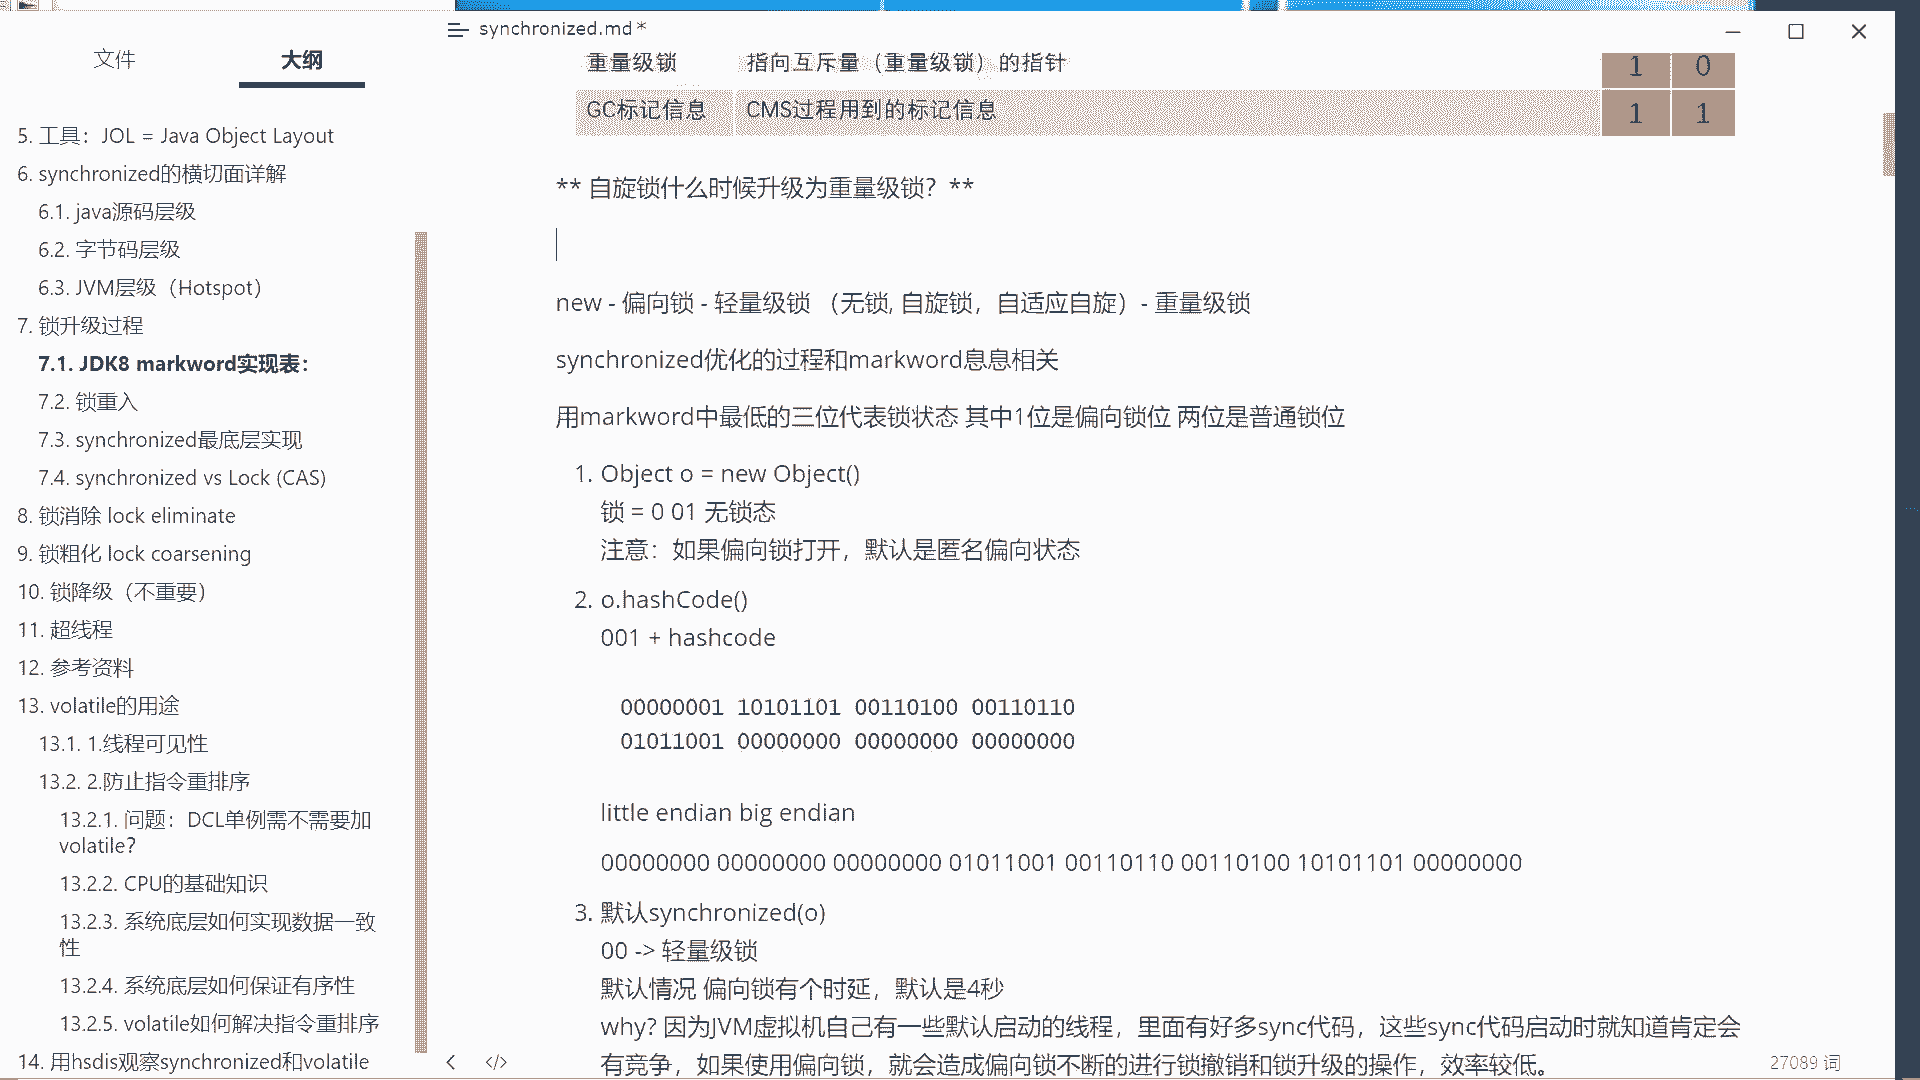 synchronized.md*
文件
大纲
5. 工具：JOL = Java Object Layout
6. synchronized的横切面详解
6.1. java源码层级
6.2. 字节码层级
6.3. JVM层级（Hotspot）
7. 锁升级过程
7.1. JDK8 markword实现表：
7.2. 锁重入
7.3. synchronized最底层实现
7.4. synchronized vs Lock (CAS)
8. 锁消除 lock eliminate
9. 锁粗化 lock coarsening
10. 锁降级（不重要）
11. 超线程
12. 参考资料
13. volatile的用途
13.1. 1.线程可见性
13.2. 2.防止指令重排序
13.2.1. 问题：DCL单例需不需要加
volatile？
13.2.2. CPU的基础知识
13.2.3. 系统底层如何实现数据一致
性
13.2.4. 系统底层如何保证有序性
13.2.5. volatile如何解决指令重排序
14. 用hsdis观察synchronized和volatile
重量级锁 指向互斥量（重量级锁）的指针 1 0
GC标记信息 CMS过程用到的标记信息 1 1
** 自旋锁什么时候升级为重量级锁？**
new - 偏向锁 - 轻量级锁 （无锁, 自旋锁，自适应自旋）- 重量级锁
synchronized优化的过程和markword息息相关
用markword中最低的三位代表锁状态 其中1位是偏向锁位 两位是普通锁位
1. Object o = new Object()
锁 = 0 01 无锁态
注意：如果偏向锁打开，默认是匿名偏向状态
2. o.hashCode()
001 + hashcode
00000001 10101101 00110100 00110110
01011001 00000000 00000000 00000000
little endian big endian
00000000 00000000 00000000 01011001 00110110 00110100 10101101 00000000
3. 默认synchronized(o)
00 -> 轻量级锁
默认情况 偏向锁有个时延，默认是4秒
why? 因为JVM虚拟机自己有一些默认启动的线程，里面有好多sync代码，这些sync代码启动时就知道肯定会
有竞争，如果使用偏向锁，就会造成偏向锁不断的进行锁撤销和锁升级的操作，效率较低。
27089 词